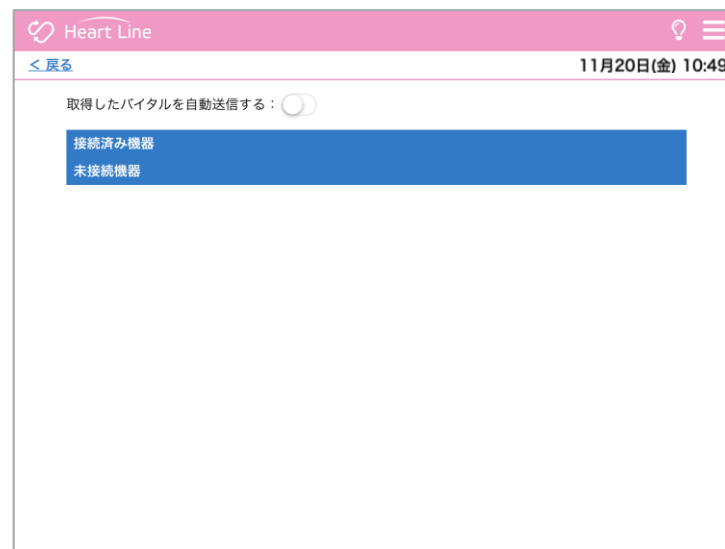 Heart Line
< 戻る
11月20日(金) 10:49
取得したバイタルを自動送信する：
接続済み機器
未接続機器